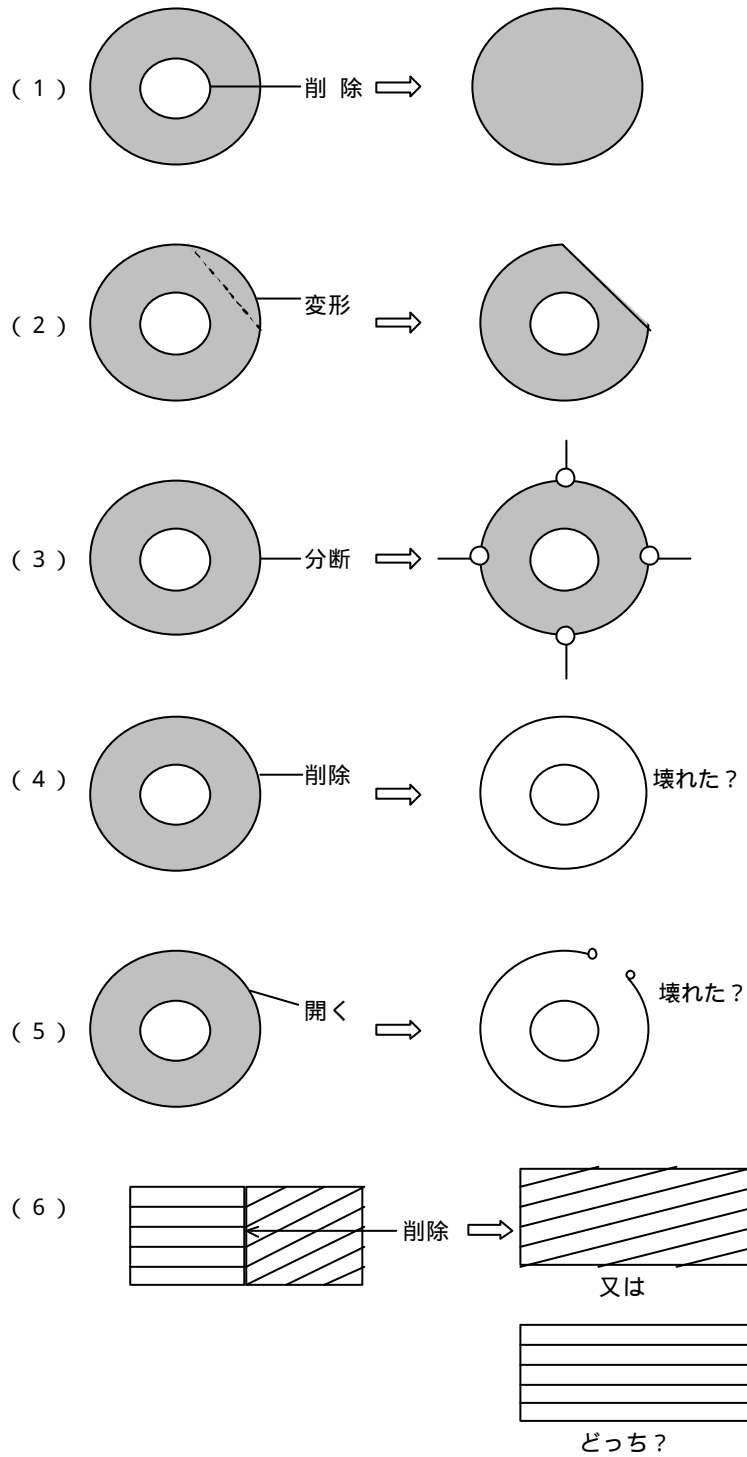 (1) 削除
(2) 変形
(3) 分断
(4) 削除 壊れた?
(5) 開く 壊れた?
(6) 削除
又は
どっち?